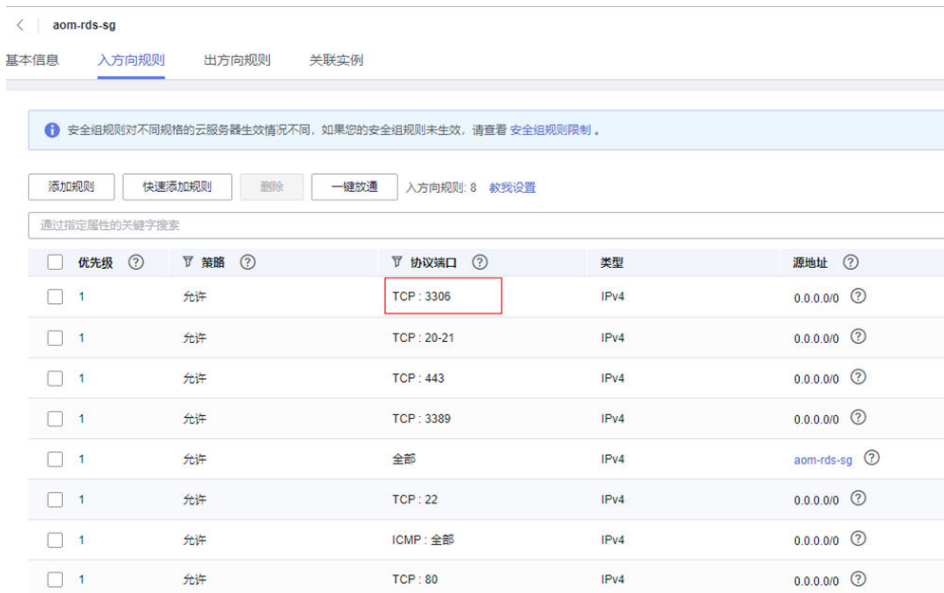 aom-rds-sg
基本信息 入方向规则 出方向规则 关联实例
安全组规则对不同规格的云服务器生效情况不同，如果您的安全组规则未生效，请查看 安全组规则限制 。
添加规则 快速添加规则 删除 一键放通 入方向规则: 8 教我设置
通过指定属性的关键字搜索
优先级 策略 协议端口 类型 源地址
1 允许 TCP : 3306 IPv4 0.0.0.0/0
1 允许 TCP : 20-21 IPv4 0.0.0.0/0
1 允许 TCP : 443 IPv4 0.0.0.0/0
1 允许 TCP : 3389 IPv4 0.0.0.0/0
1 允许 全部 IPv4 aom-rds-sg
1 允许 TCP : 22 IPv4 0.0.0.0/0
1 允许 ICMP : 全部 IPv4 0.0.0.0/0
1 允许 TCP : 80 IPv4 0.0.0.0/0